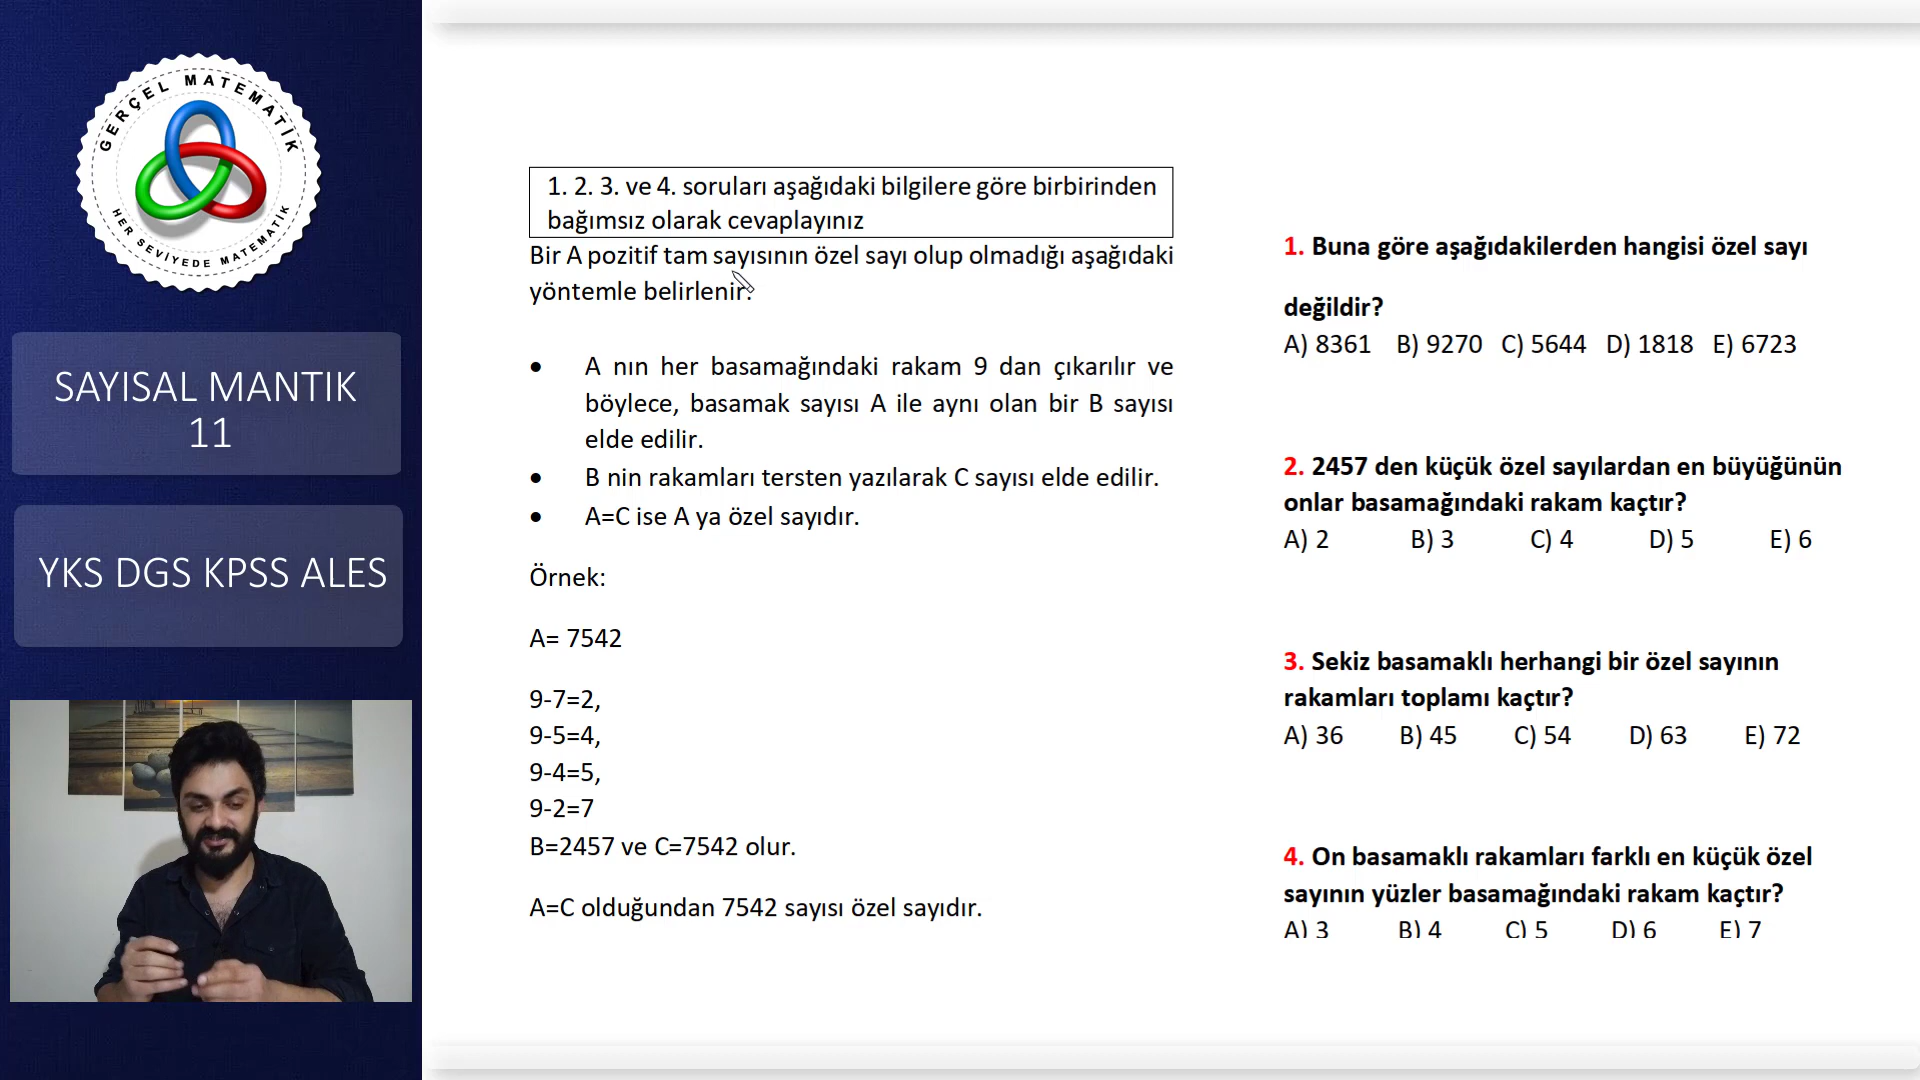 GERÇEL MATEMATİK
HER SEVİYEDE MATEMATİK
SAYISAL MANTIK
11
YKS DGS KPSS ALES
1. 2. 3. ve 4. soruları aşağıdaki bilgilere göre birbirinden
bağımsız olarak cevaplayınız
Bir A pozitif tam sayısının özel sayı olup olmadığı aşağıdaki
yöntemle belirlenir:
• A nın her basamağındaki rakam 9 dan çıkarılır ve
böylece, basamak sayısı A ile aynı olan bir B sayısı
elde edilir.
• B nin rakamları tersten yazılarak C sayısı elde edilir.
• A=C ise A ya özel sayıdır.
Örnek:
A= 7542
9-7=2,
9-5=4,
9-4=5,
9-2=7
B=2457 ve C=7542 olur.
A=C olduğundan 7542 sayısı özel sayıdır.
1. Buna göre aşağıdakilerden hangisi özel sayı
değildir?
A) 8361 B) 9270 C) 5644 D) 1818 E) 6723
2. 2457 den küçük özel sayılardan en büyüğünün
onlar basamağındaki rakam kaçtır?
A) 2 B) 3 C) 4 D) 5 E) 6
3. Sekiz basamaklı herhangi bir özel sayının
rakamları toplamı kaçtır?
A) 36 B) 45 C) 54 D) 63 E) 72
4. On basamaklı rakamları farklı en küçük özel
sayının yüzler basamağındaki rakam kaçtır?
A) 3 B) 4 C) 5 D) 6 E) 7